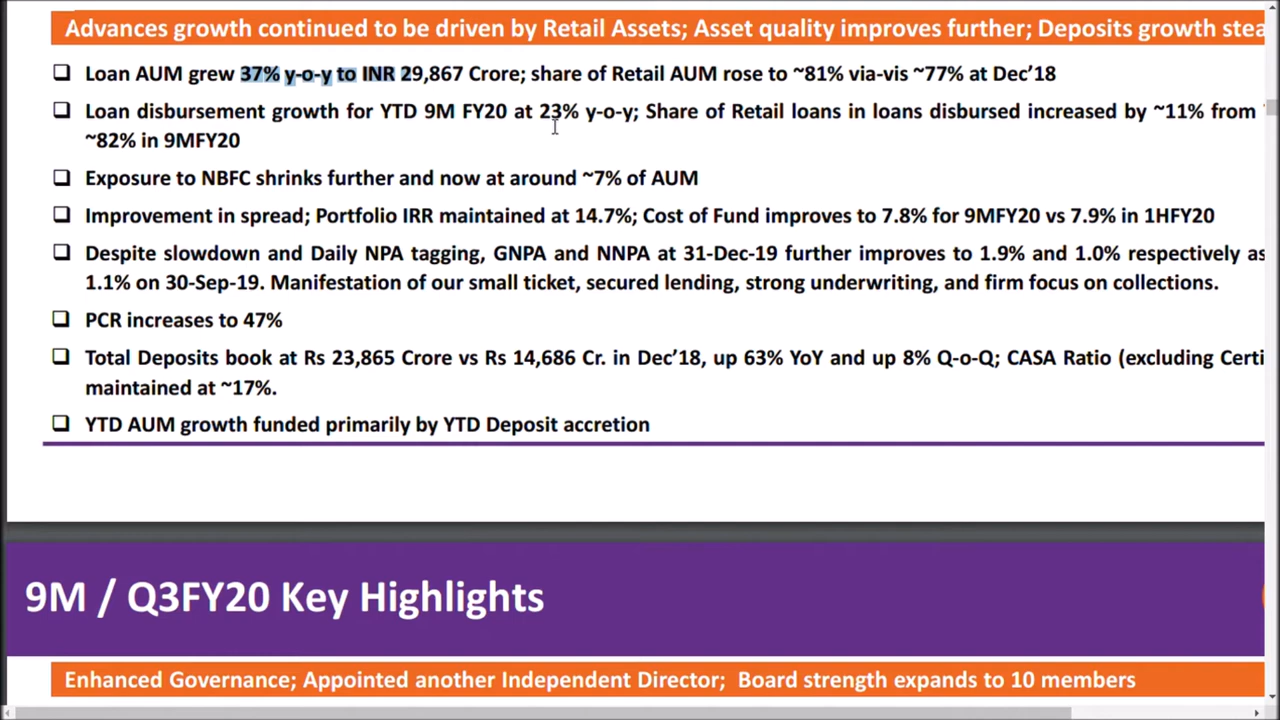 Advances growth continued to be driven by Retail Assets; Asset quality improves further; Deposits growth
Loan AUM grew 37% y-o-y to INR 29,867 Crore; share of Retail AUM rose to ~81% via-vis ~77% at Dec'18
Loan disbursement growth for YTD 9M FY20 at 23% y-o-y; Share of Retail loans in loans disbursed increased by ~11% from
~82% in 9MFY20
Exposure to NBFC shrinks further and now at around ~7% of AUM
Improvement in spread; Portfolio IRR maintained at 14.7%; Cost of Fund improves to 7.8% for 9MFY20 vs 7.9% in 1HFY20
Despite slowdown and Daily NPA tagging, GNPA and NNPA at 31-Dec-19 further improves to 1.9% and 1.0% respectively as
1.1% on 30-Sep-19. Manifestation of our small ticket, secured lending, strong underwriting, and firm focus on collections.
PCR increases to 47%
Total Deposits book at Rs 23,865 Crore vs Rs 14,686 Cr. in Dec'18, up 63% YoY and up 8% Q-o-Q; CASA Ratio (excluding
maintained at ~17%.
YTD AUM growth funded primarily by YTD Deposit accretion
9M / Q3FY20 Key Highlights
Enhanced Governance; Appointed another Independent Director; Board strength expands to 10 members